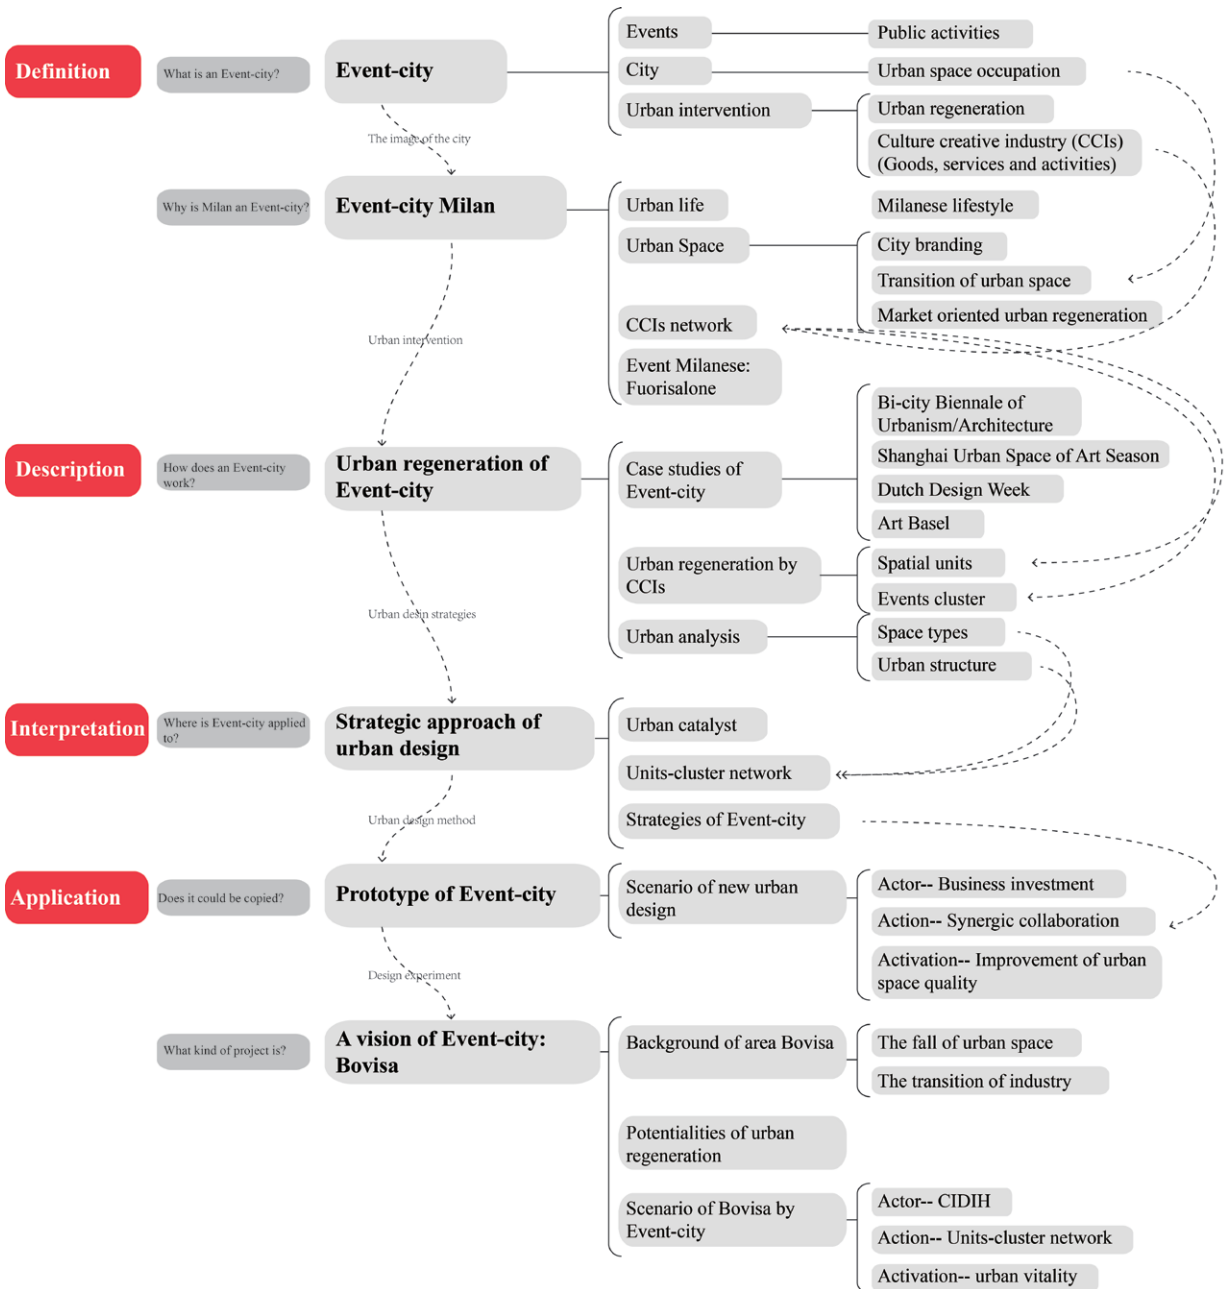 Definition
What is an Event-city?
Event-city
Events
Public activities
City
Urban space occupation
Urban intervention
Urban regeneration
Culture creative industry (CCIs)
(Goods, services and activities)
The image of the city
Why is Milan an Event-city?
Event-city Milan
Urban life
Milanese lifestyle
Urban Space
City branding
Transition of urban space
Market oriented urban regeneration
CCIs network
Event Milanese:
Fuorisalone
Urban intervention
Description
How does an Event-city
work?
Urban regeneration of
Event-city
Case studies of
Event-city
Bi-city Biennale of
Urbanism/Architecture
Shanghai Urban Space of Art Season
Dutch Design Week
Art Basel
Urban regeneration by
CCIs
Spatial units
Events cluster
Urban analysis
Space types
Urban structure
Urban desin strategies
Interpretation
Where is Event-city applied
to?
Strategic approach of
urban design
Urban catalyst
Units-cluster network
Strategies of Event-city
Urban design method
Application
Does it could be copied?
Prototype of Event-city
Scenario of new urban
design
Actor-- Business investment
Action-- Synergic collaboration
Activation-- Improvement of urban
space quality
Design experiment
What kind of project is?
A vision of Event-city:
Bovisa
Background of area Bovisa
The fall of urban space
The transition of industry
Potentialities of urban
regeneration
Scenario of Bovisa by
Event-city
Actor-- CIDIH
Action-- Units-cluster network
Activation-- urban vitality